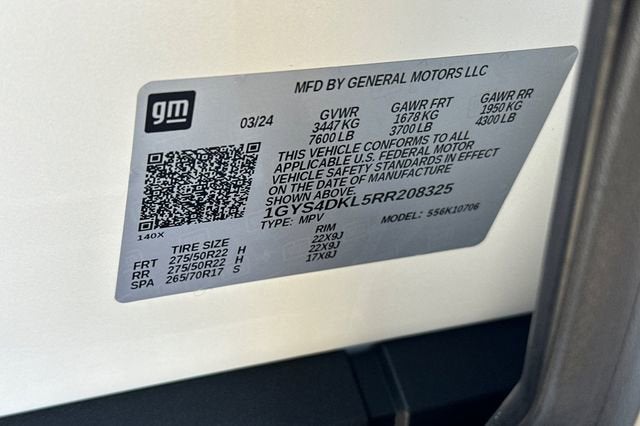 gm
MFD BY GENERAL MOTORS LLC
03/24
GVWR GAWR FRT GAWR RR
3447 KG 1678 KG 1950 KG
7600 LB 3700 LB 4300 LB
THIS VEHICLE CONFORMS TO ALL
APPLICABLE U.S. FEDERAL MOTOR
VEHICLE SAFETY STANDARDS IN EFFECT
ON THE DATE OF MANUFACTURE
SHOWN ABOVE.
1GYS4DKL5RR208325
TYPE: MPV MODEL: 556K10706
140X
TIRE SIZE RIM
FRT 275/50R22 H 22X9J
RR 275/50R22 H 22X9J
SPA 265/70R17 S 17X8J